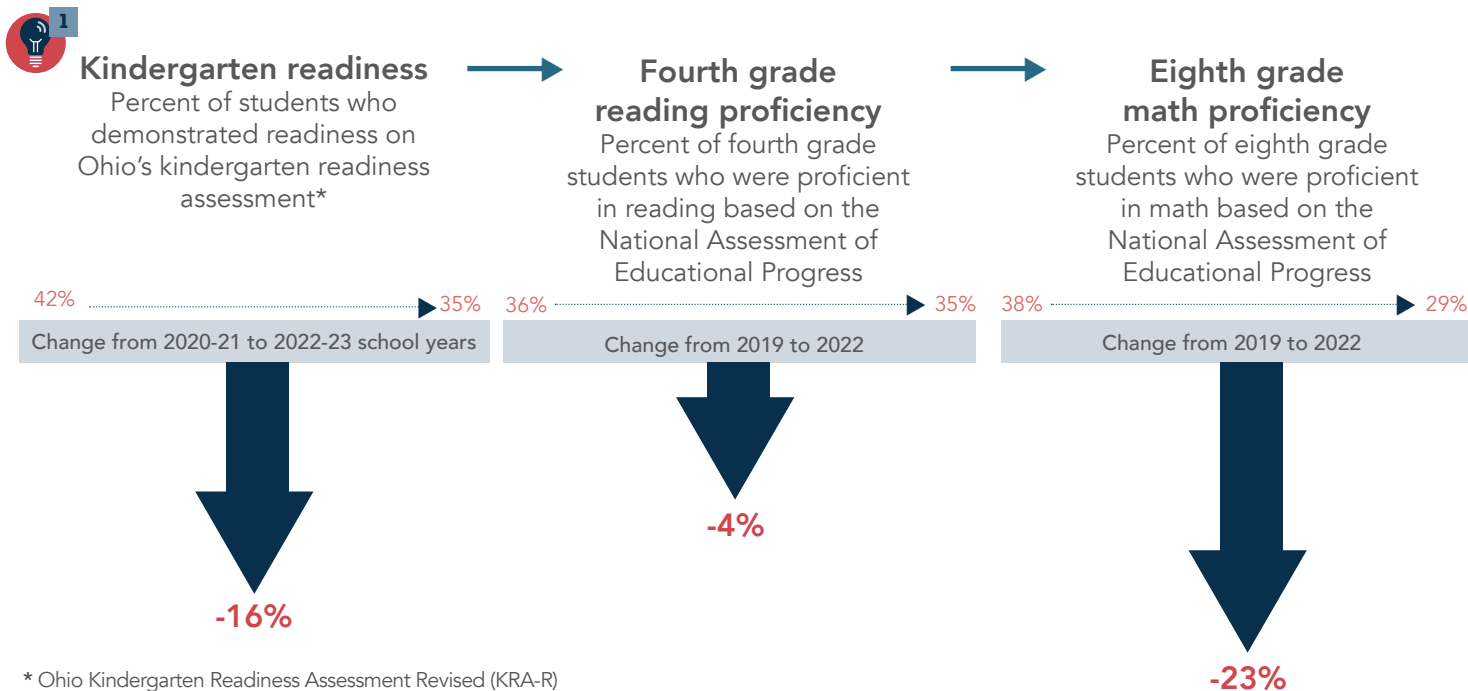 1
Kindergarten readiness
Percent of students who
demonstrated readiness on
Ohio’s kindergarten readiness
assessment*
42%
35%
Change from 2020-21 to 2022-23 school years
-16%
Fourth grade
reading proficiency
Percent of fourth grade
students who were proficient
in reading based on the
National Assessment of
Educational Progress
36%
35%
Change from 2019 to 2022
-4%
Eighth grade
math proficiency
Percent of eighth grade
students who were proficient
in math based on the
National Assessment of
Educational Progress
38%
29%
Change from 2019 to 2022
-23%
* Ohio Kindergarten Readiness Assessment Revised (KRA-R)